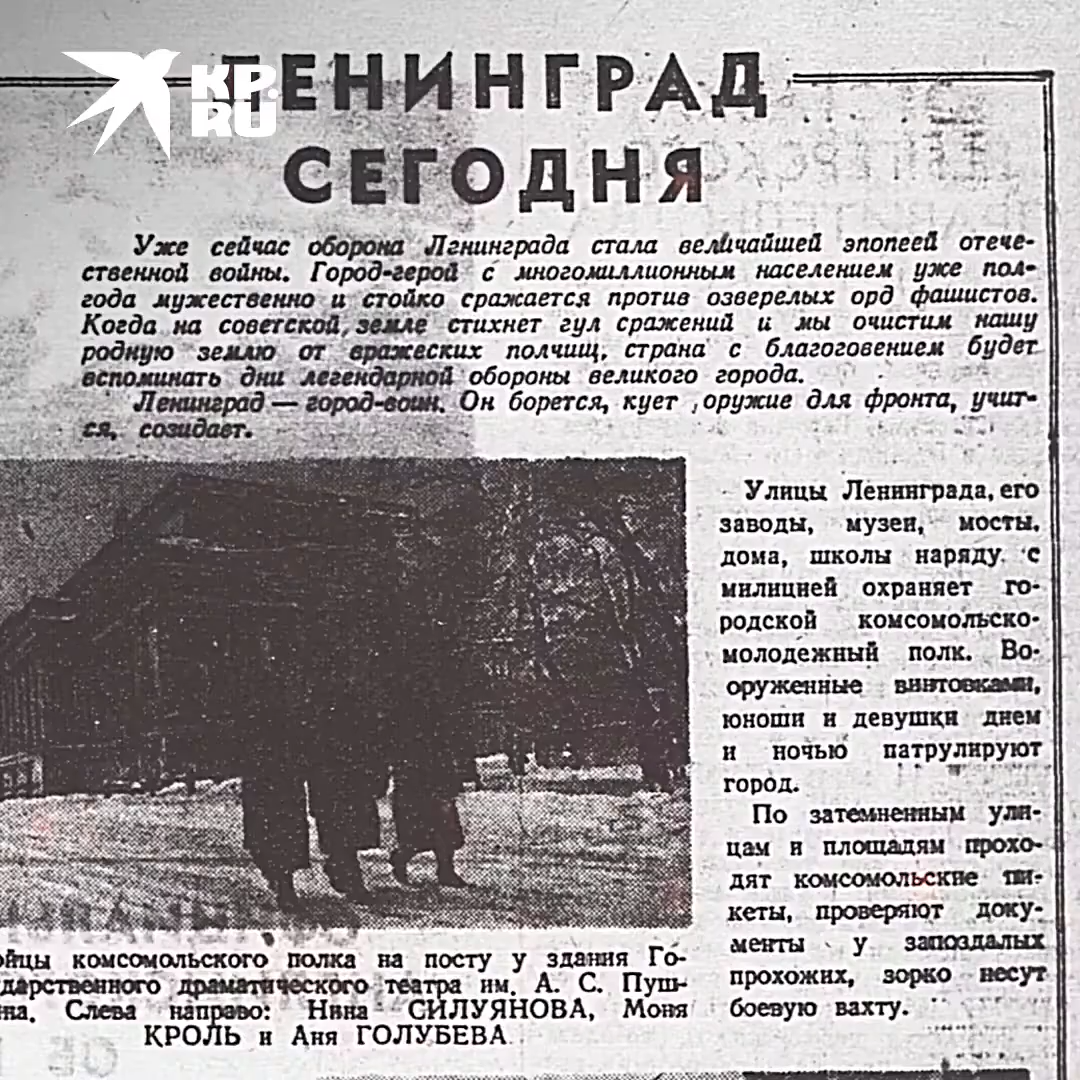 KP.
RU
ЛЕНИНГРАД
СЕГОДНЯ
Уже сейчас оборона Ленинграда стала величайшей эпопеей отече-
ственной войны. Город-герой с многомиллионным населением уже пол-
года мужественно и стойко сражается против озверелых орд фашистов.
Когда на советской земле стихнет гул сражений и мы очистим нашу
родную землю от вражеских полчищ, страна с благоговением будет
вспоминать дни легендарной обороны великого города.
Ленинград — город-воин. Он борется, кует оружие для фронта, учит-
ся, созидает.
Улицы Ленинграда, его
заводы, музеи, мосты,
дома, школы наряду с
милицией охраняет го-
родской комсомольско-
молодежный полк. Во-
оруженные винтовками,
юноши и девушки днем
и ночью патрулируют
город.
По затемненным ули-
цам и площадям прохо-
дят комсомольские пи-
кеты, проверяют доку-
менты у запоздалых
прохожих, зорко несут
боевую вахту.
ойцы комсомольского полка на посту у здания Го-
дарственного драматического театра им. А. С. Пуш-
на. Слева направо: Нина СИЛУЯНОВА, Моня
КРОЛЬ и Аня ГОЛУБЕВА.